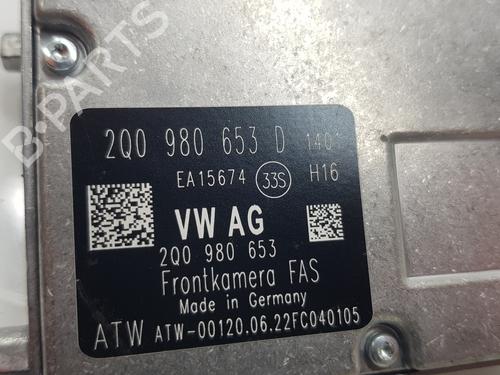 B-PARTS
2Q0 980 653 D 1401
EA15674 33S H16
VW AG
2Q0 980 653
Frontkamera FAS
Made in Germany
ATW ATW-00120.06.22FC040105